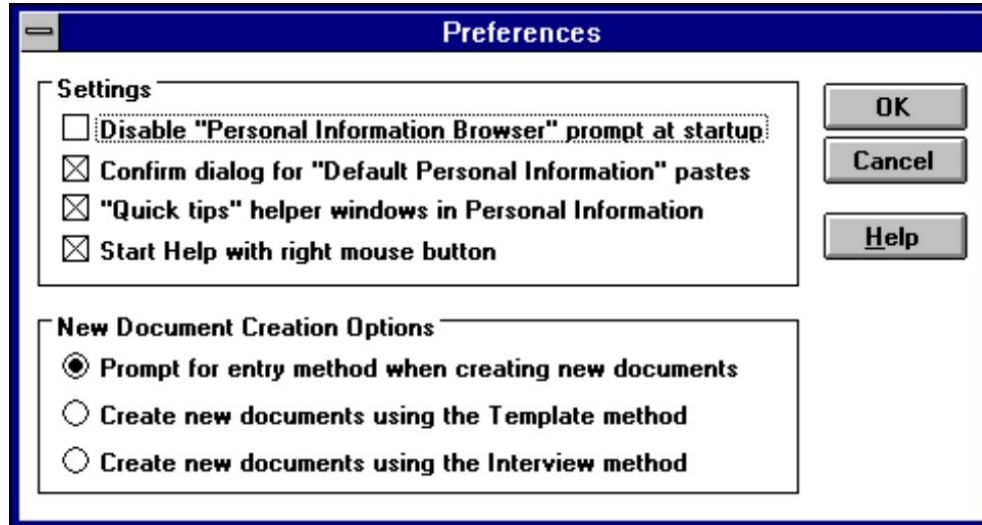 Preferences
Settings
Disable "Personal Information Browser" prompt at startup
Confirm dialog for "Default Personal Information" pastes
"Quick tips" helper windows in Personal Information
Start Help with right mouse button
OK
Cancel
Help
New Document Creation Options
Prompt for entry method when creating new documents
Create new documents using the Template method
Create new documents using the Interview method